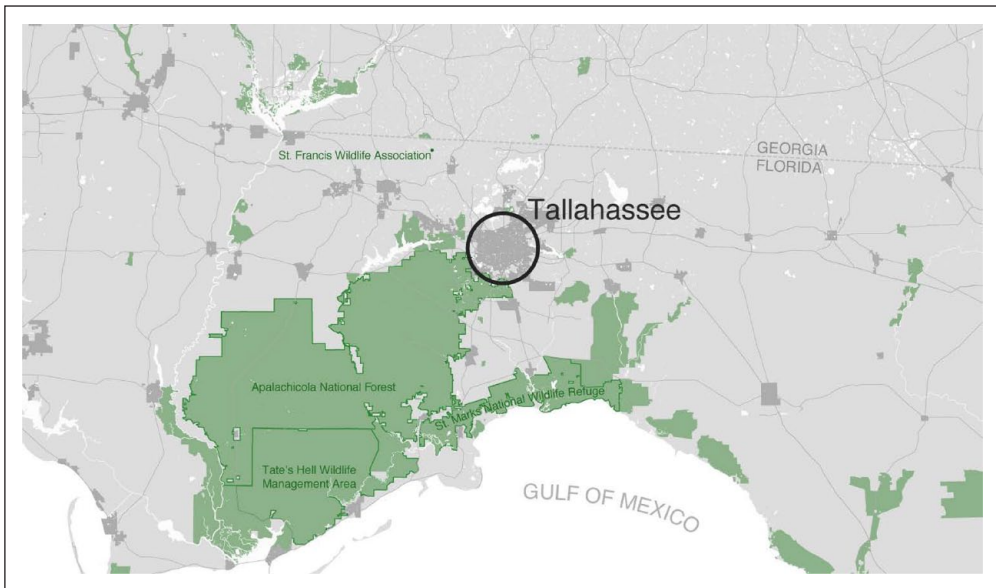 St. Francis Wildlife Association
GEORGIA
FLORIDA
Tallahassee
Apalachicola National Forest
St. Marks National Wildlife Refuge
Tate's Hell Wildlife
Management Area
GULF OF MEXICO